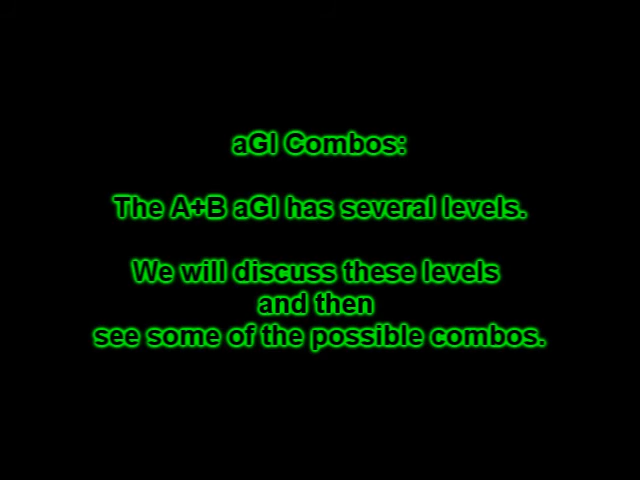 aGI Combos:
The A+B aGI has several levels.
We will discuss these levels
and then
see some of the possible combos.